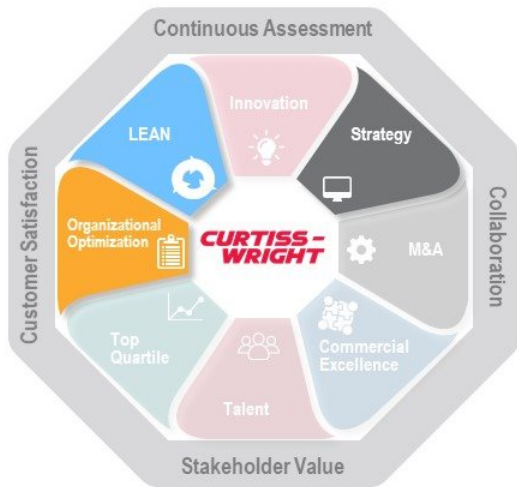 Continuous Assessment
Innovation
LEAN
Strategy
Customer Satisfaction
Organizational
Optimization
CURTISS-
WRIGHT
M&A
Collaboration
Top
Quartile
Commercial
Excellence
Talent
Stakeholder Value